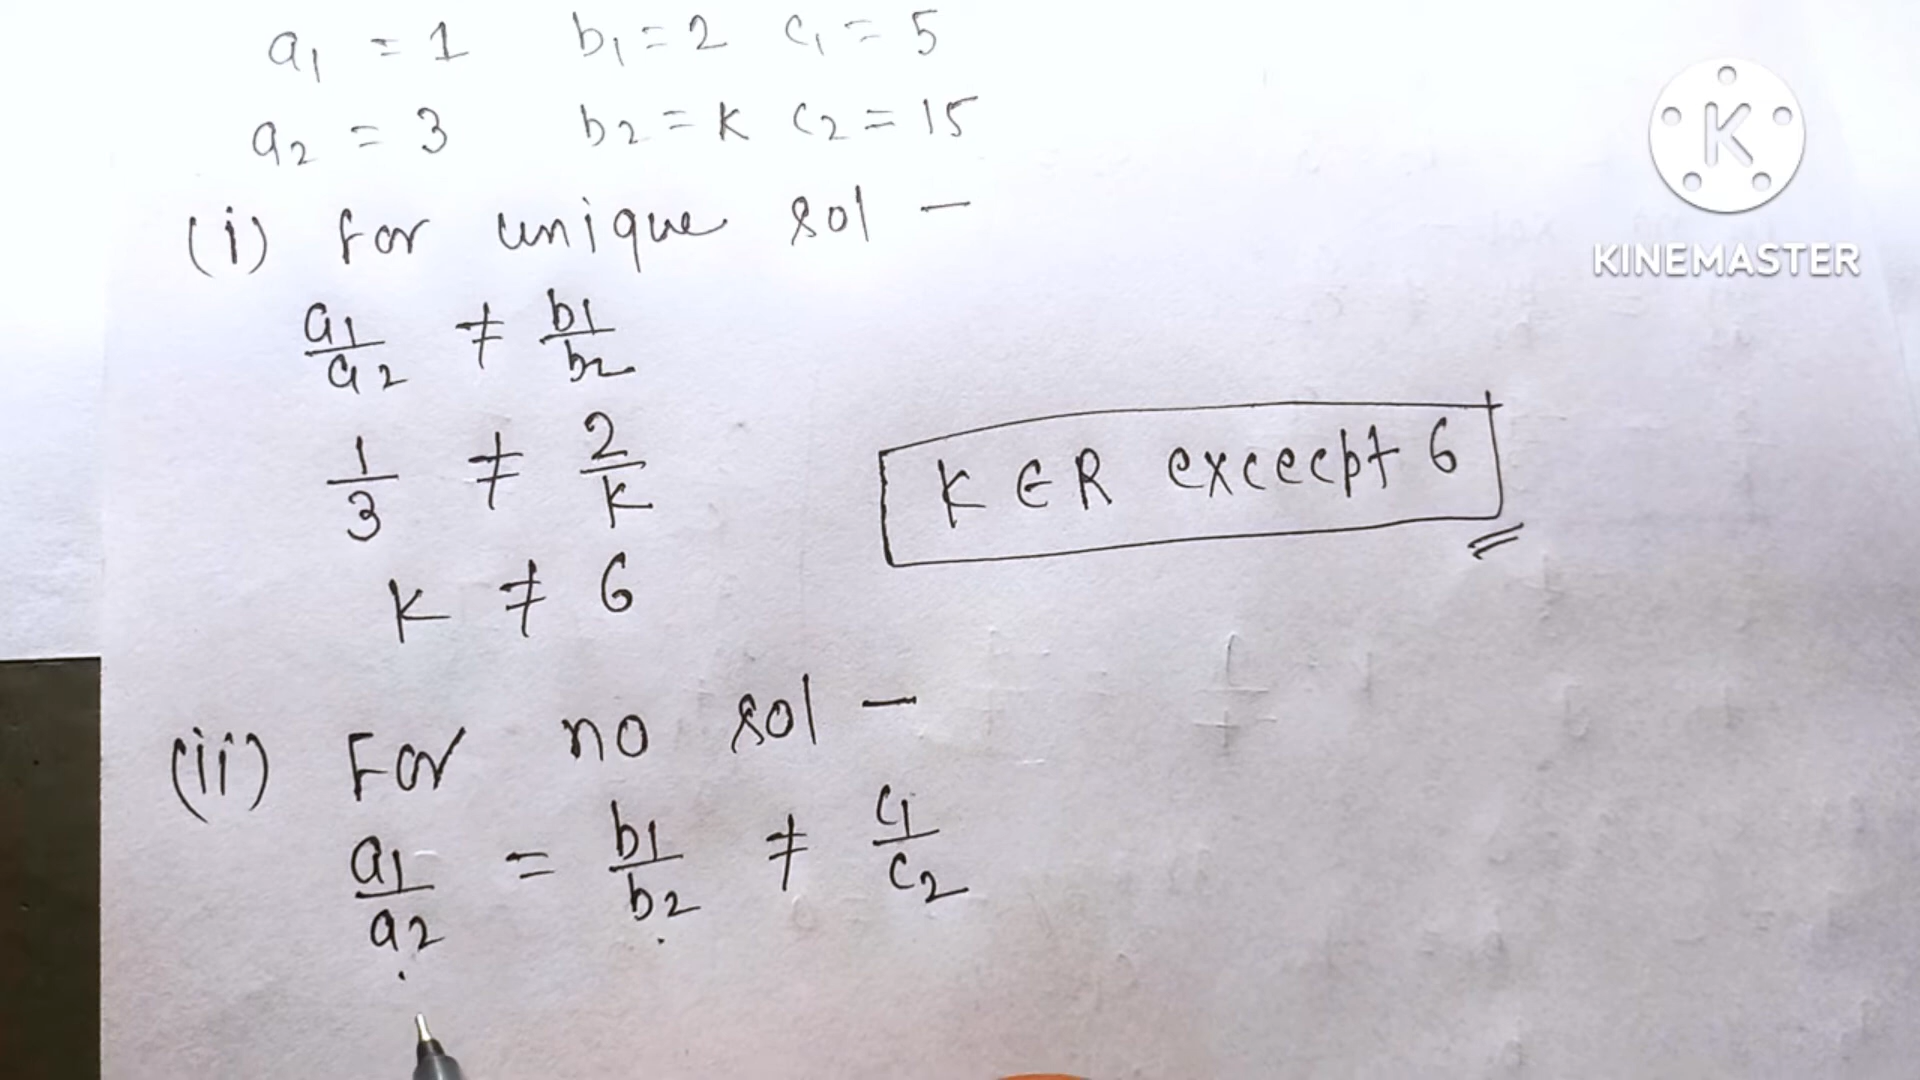 a1 = 1 b1 = 2 c1 = 5
a2 = 3 b2 = K c2 = 15
(i) For unique sol –
a1/a2 ≠ b1/b2
1/3 ≠ 2/K
K ≠ 6
K ∈ R excecpt 6
(ii) For no sol –
a1/a2 = b1/b2 ≠ c1/c2
K
KINEMASTER